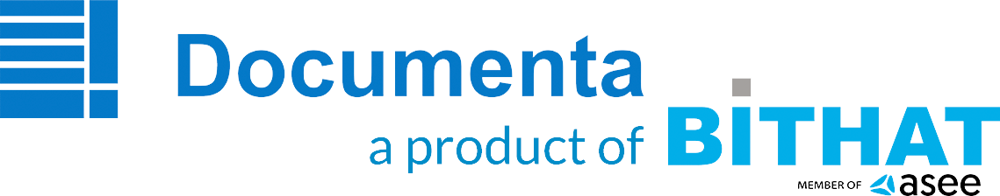 Documenta
a product of BiTHAT
MEMBER OF asee